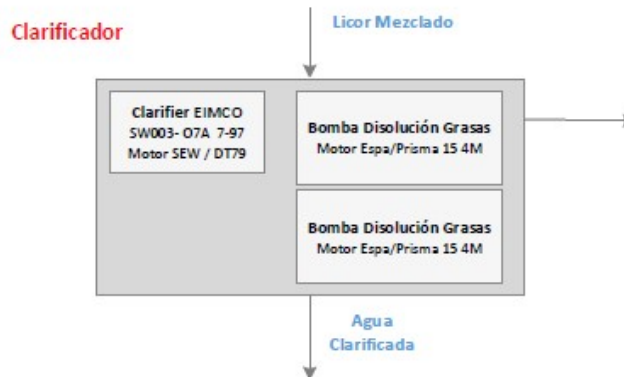 Clarificador
Licor Mezclado
Clarifier EIMCO
SW003- O7A 7-97
Motor SEW / DT79
Bomba Disolución Grasas
Motor Espa/Prisma 15 4M
Bomba Disolución Grasas
Motor Espa/Prisma 15 4M
Agua
Clarificada